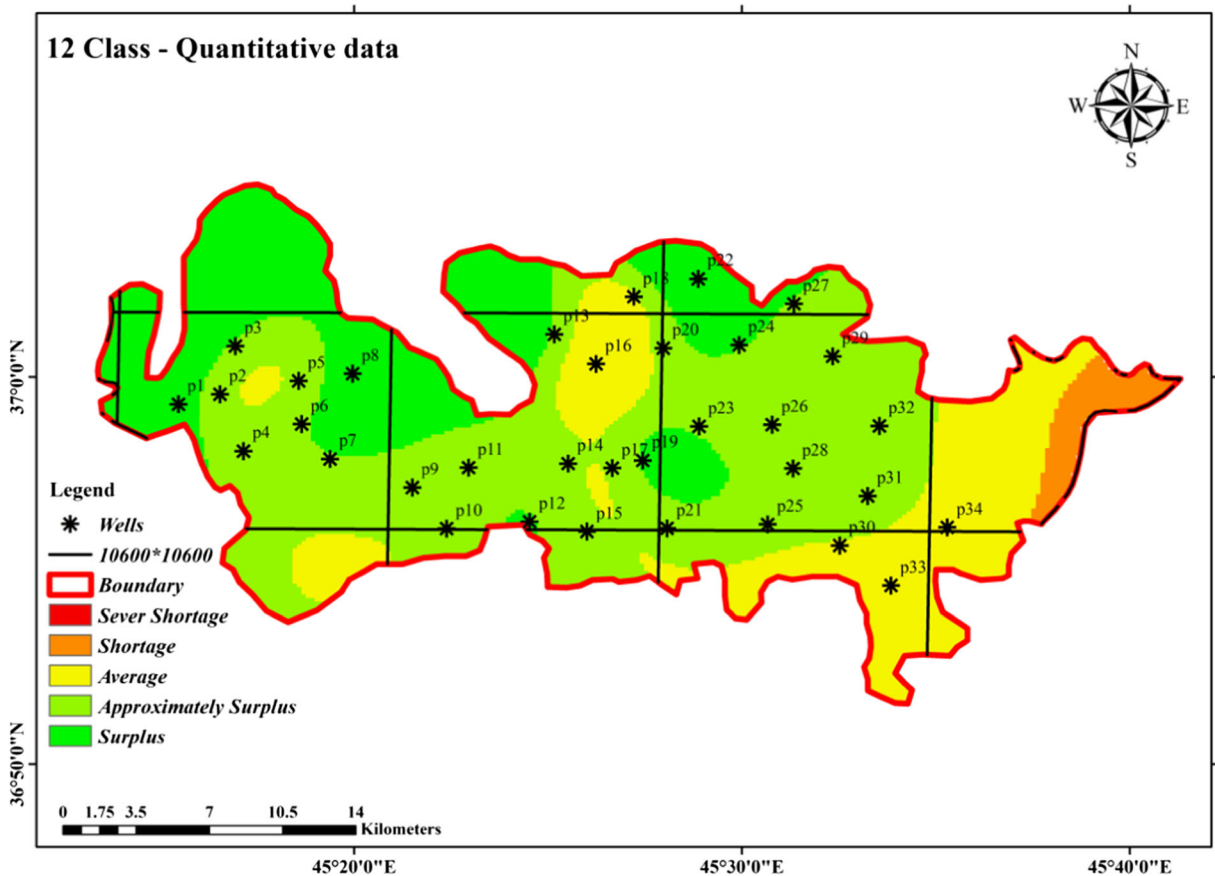 12 Class - Quantitative data
N
W E
S
p22
p18
p27
p13
p20
p24
p29
p3
p16
p8
p5
p2
p1
p6
p23
p26
p32
p4
p7
p11
p14
p17
p19
p28
p9
p31
p12
p10
p15
p21
p25
p34
p30
p33
37°0'0"N
36°50'0"N
Legend
Wells
10600*10600
Boundary
Sever Shortage
Shortage
Average
Approximately Surplus
Surplus
0 1.75 3.5 7 10.5 14
Kilometers
45°20'0"E 45°30'0"E 45°40'0"E